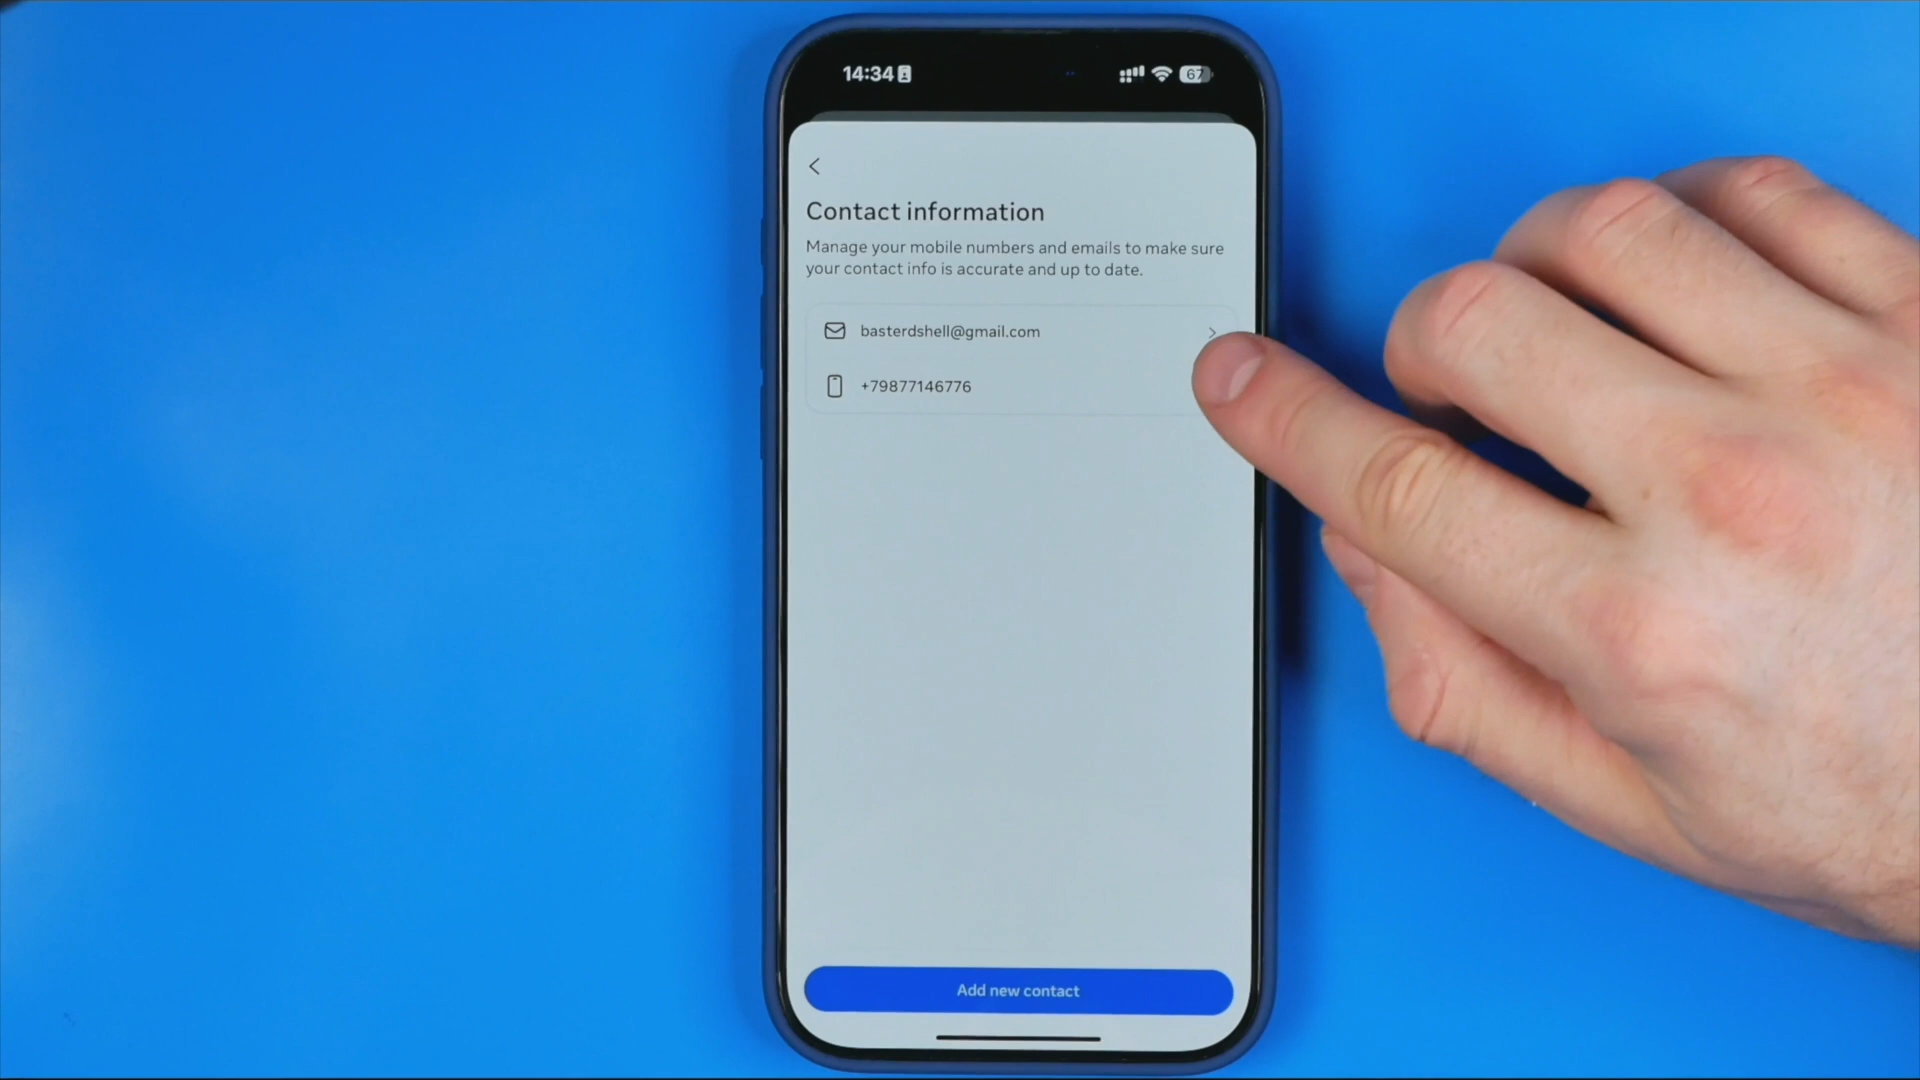 14:34
67
Contact information
Manage your mobile numbers and emails to make sure
your contact info is accurate and up to date.
basterdshell@gmail.com
+79877146776
Add new contact